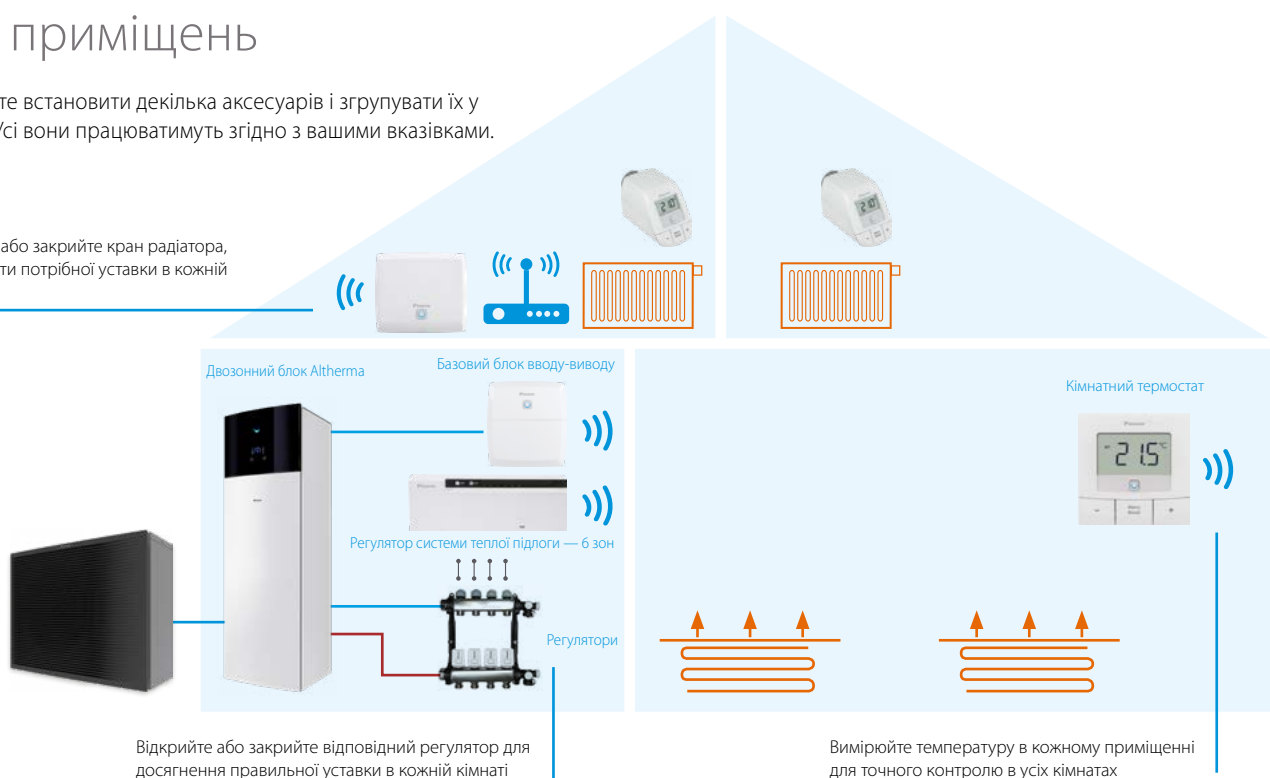 приміщень
те встановити декілька аксесуарів і згрупувати їх у
Усі вони працюватимуть згідно з вашими вказівками.
або закрийте кран радіатора,
ти потрібної уставки в кожній
Двозонний блок Altherma
Базовий блок вводу-виводу
Кімнатний термостат
21.5°C
Регулятор системи теплої підлоги — 6 зон
Регулятори
Відкрийте або закрийте відповідний регулятор для
досягнення правильної уставки в кожній кімнаті
Вимірюйте температуру в кожному приміщенні
для точного контролю в усіх кімнатах